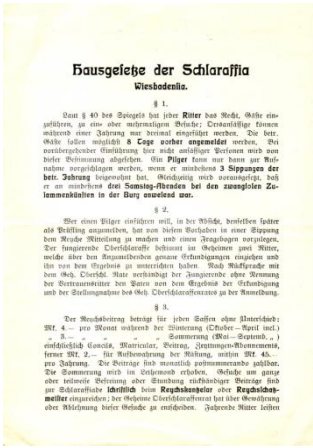 Hausgesetze der Schlaraffia
Wiesbadensia.
§ 1.
Laut § 40 des Spiegels hat jeder Ritter das Recht, Gäste ein-
zuführen, zu ein- oder mehrmaligem Besuche; Ortsansässige können
während einer Jahrung nur dreimal eingeführt werden. Die betr.
Gäste sollen möglichst 8 Tage vorher angemeldet werden. Bei
vorübergehender Einführung hier nicht ansässiger Personen wird von
dieser Bestimmung abgesehen. Ein Pilger kann nur dann zur Auf-
nahme vorgeschlagen werden, wenn er mindestens 3 Sippungen der
betr. Jahrung beigewohnt hat. Gleichzeitig wird vorausgesetzt, daß
er an mindestens drei Samstag-Abenden bei den zwanglosen Zu-
sammenkünften in der Burg anwesend war.
§ 2.
Wer einen Pilger einführen will, in der Absicht, denselben später
als Prüfling anzumelden, hat von diesem Vorhaben in einer Sippung
dem Reyche Mitteilung zu machen und einen Fragebogen vorzulegen.
Der fungierende Oberschlaraffe bestimmt im Geheimen zwei Ritter,
welche über den Anzumeldenden genaue Erkundigungen einziehen und
ihn von dem Ergebnis zu unterrichten haben. Nach Rücksprache mit
dem Geh. Oberschl. Rate verständigt der Fungierende ohne Nennung
der Vertrauensritter den Paten von dem Ergebnis der Erkundigung
und der Stellungnahme des Geh. Oberschlaraffenrates zu der Anmeldung.
§ 3.
Der Reychsbeitrag beträgt für jeden Sassen ohne Unterschied:
Mk. 4.— pro Monat während der Winterung (Oktober—April incl.)
„ 3.— „ „ „ „ Sommerung (Mai—Septemb. „ )
einschließlich Concils, Matricular, Beitrag, Zeyttungen-Abonnements,
ferner Mk. 2.— für Aufbewahrung der Rüstung, within Mk. 45.—
pro Jahrung. Die Beiträge sind monatlich postnumerando zahlbar.
Die Sommerung wird im Lethemond erhoben. Gesuche um ganze
oder teilweise Befreiung oder Stundung rückständiger Beiträge sind
zur Schlaraffiade schriftlich beim Reychskanzler oder Reychsschatz-
meister einzureichen; der geheime Oberschlaraffenrat hat über Gewährung
oder Ablehnung dieser Gesuche zu entscheiden. Fahrende Ritter leisten